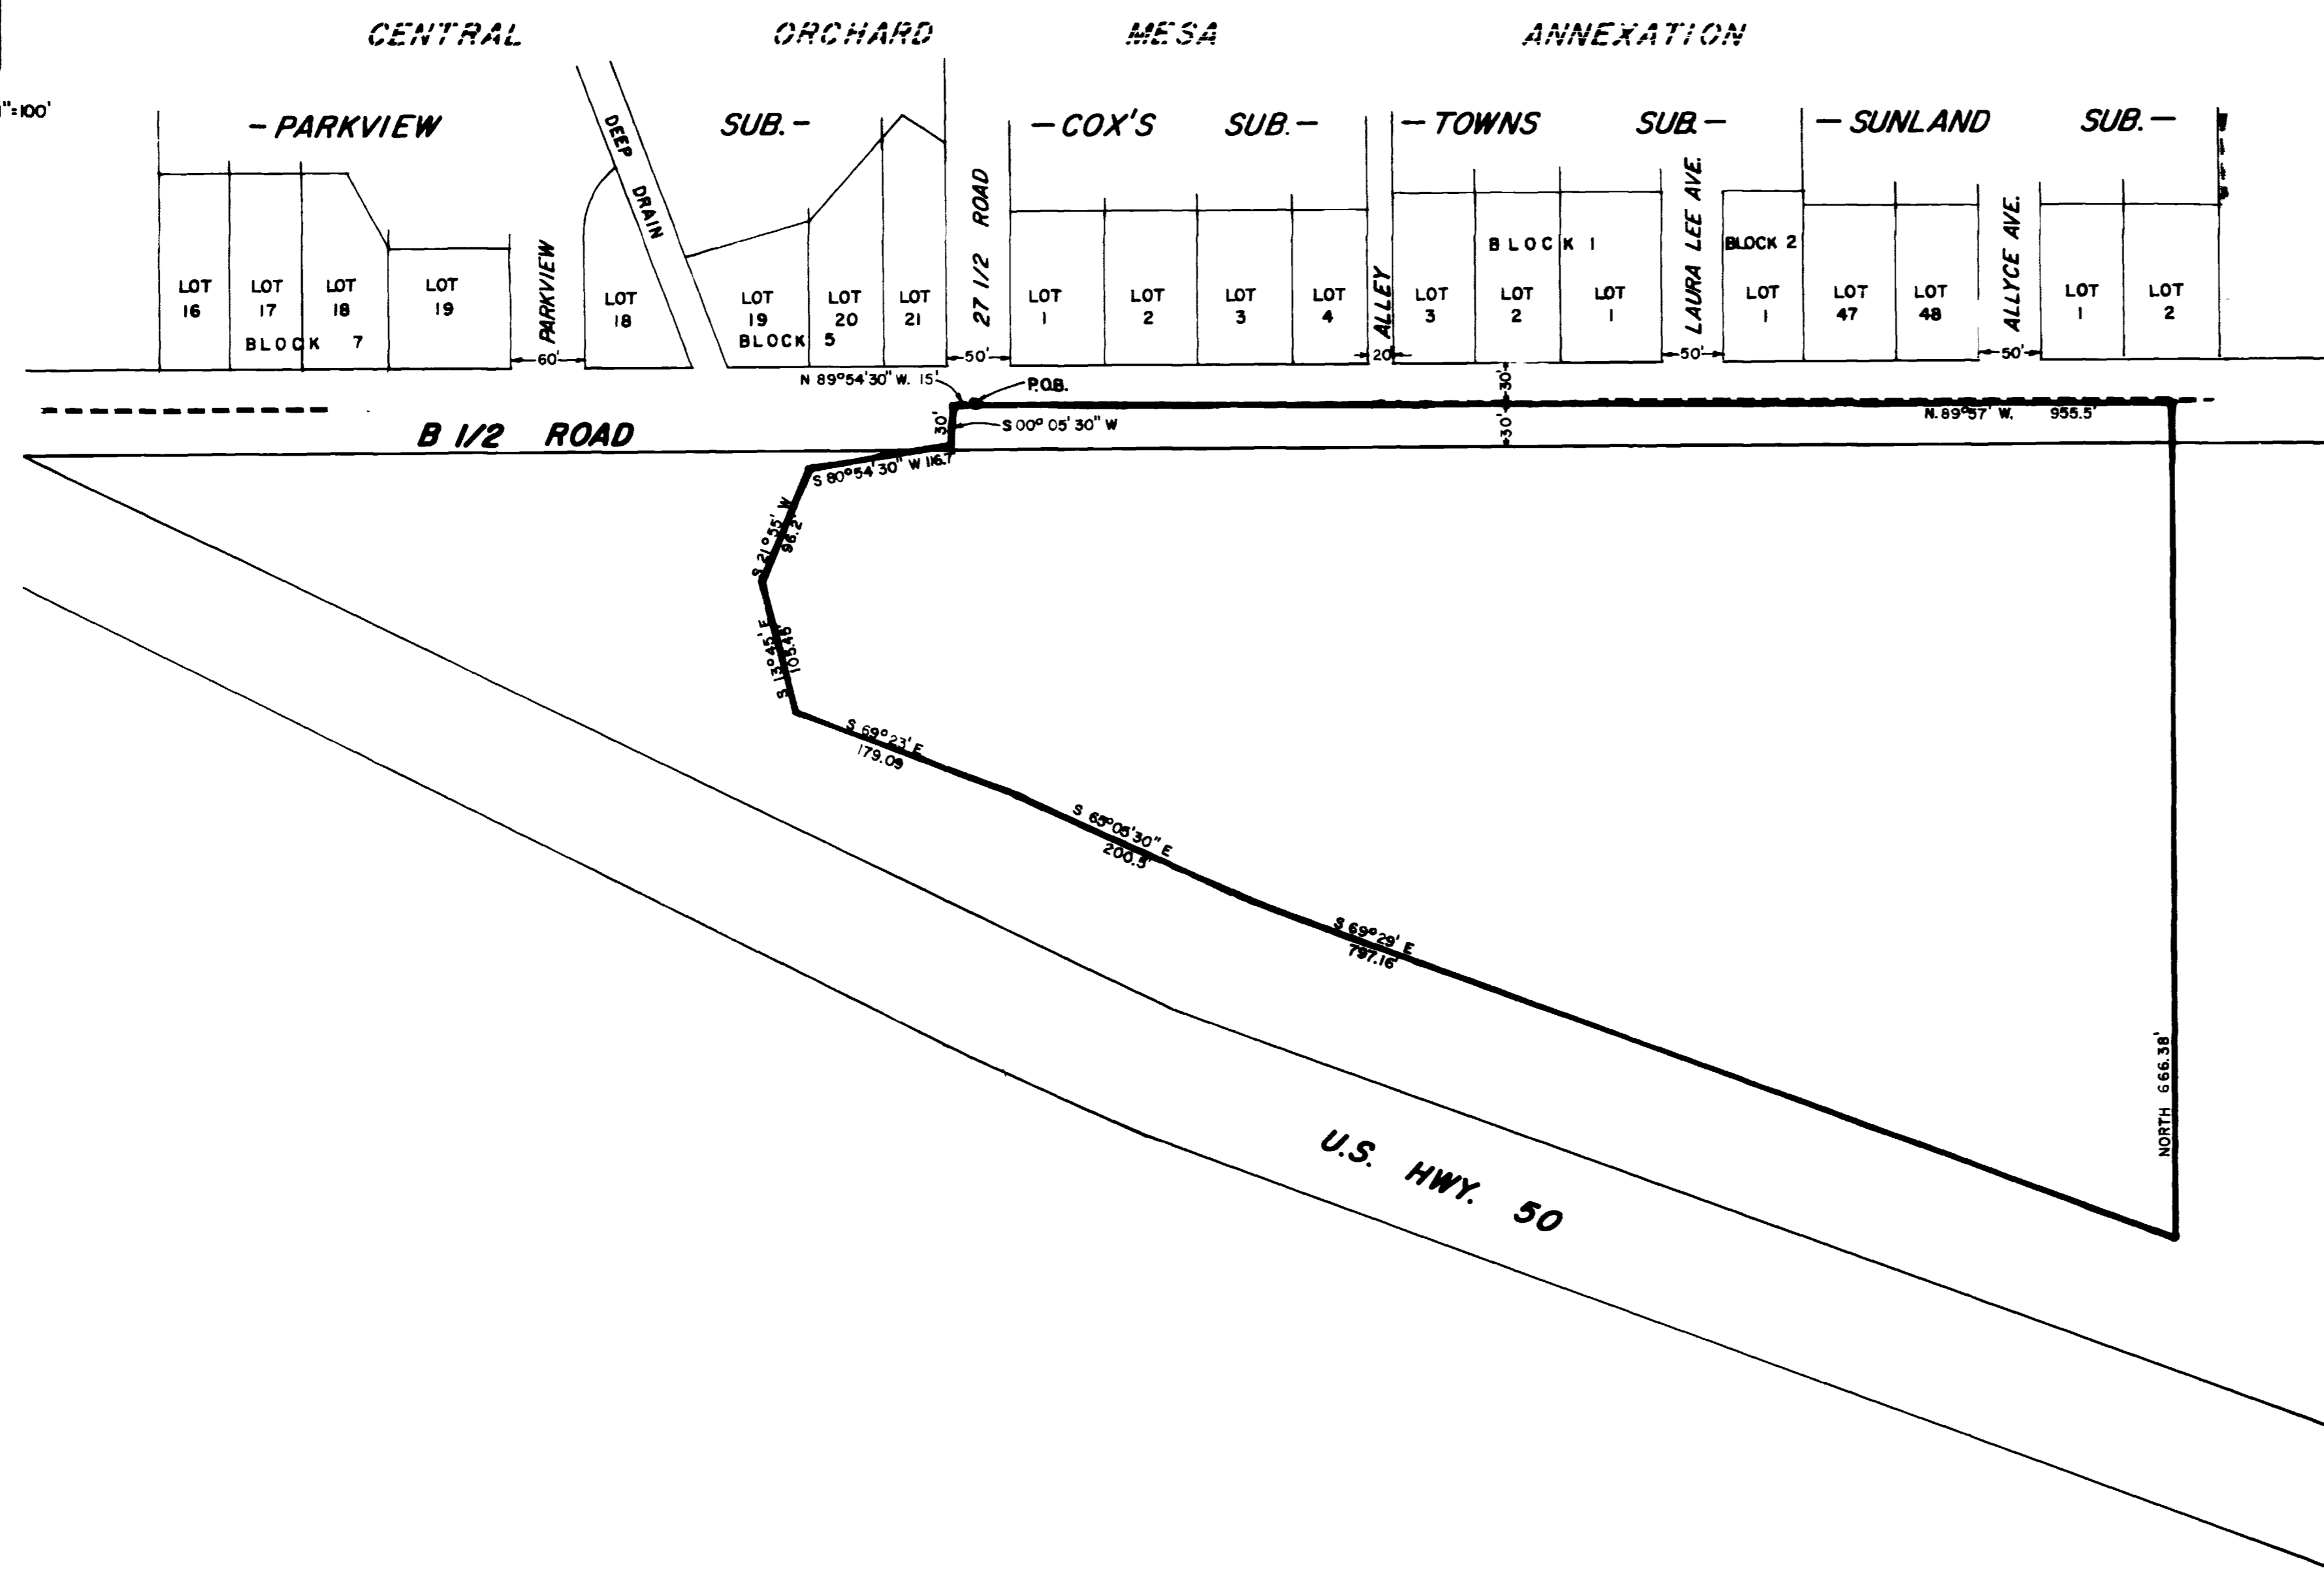 CENTRAL ORCHARD MESA ANNEXATION
1"=100'
-PARKVIEW SUB.-
-COX'S SUB.-
-TOWNS SUB.-
-SUNLAND SUB.-
DEEP DRAIN
LOT 16
LOT 17
LOT 18
LOT 19
BLOCK 7
PARKVIEW
60'
LOT 18
LOT 19
LOT 20
LOT 21
BLOCK 5
27 1/2 ROAD
50'
LOT 1
LOT 2
LOT 3
LOT 4
ALLEY
20'
BLOCK 1
LOT 3
LOT 2
LOT 1
LAURA LEE AVE.
50'
BLOCK 2
LOT 1
LOT 47
LOT 48
ALLYCE AVE.
50'
LOT 1
LOT 2
N 89°54'30" W. 15'
P.O.B.
30'
30'
30'
S 00° 05' 30" W
N. 89°57' W. 955.5'
B 1/2 ROAD
S 80°54'30" W 116.7
S 21°55' W
96.2'
S 13°45' E
105.46
S 69°23' E
179.09
S 65°05'30" E
200.5'
S 69°29' E
797.16'
NORTH 666.38'
U.S. HWY. 50